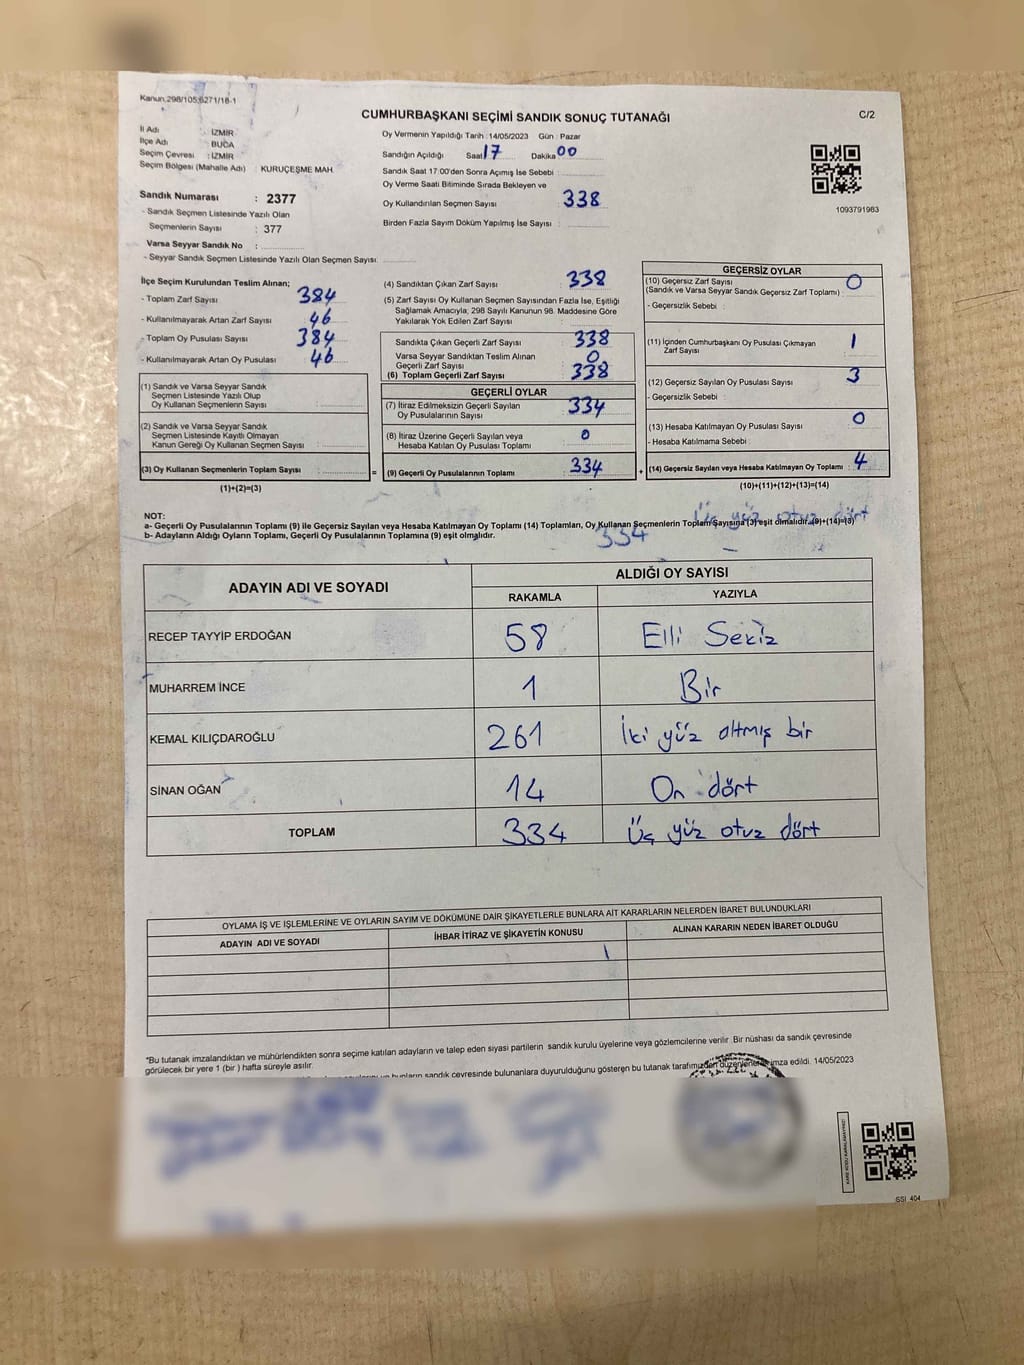 Kanun.298/105;6271/18-1
CUMHURBAŞKANI SEÇİMİ SANDIK SONUÇ TUTANAĞI
C/2
İl Adı : İZMİR
İlçe Adı : BUCA
Seçim Çevresi : İZMİR
Seçim Bölgesi (Mahalle Adı) KURUÇEŞME MAH.
Sandık Numarası : 2377
- Sandık Seçmen Listesinde Yazılı Olan
Seçmenlerin Sayısı : 377
Varsa Seyyar Sandık No :
- Seyyar Sandık Seçmen Listesinde Yazılı Olan Seçmen Sayısı:
Oy Vermenin Yapıldığı Tarih :14/05/2023 Gün : Pazar
Sandığın Açıldığı Saat 17 Dakika 00
Sandık Saat 17:00'den Sonra Açımış İse Sebebi :
Oy Verme Saati Bitiminde Sırada Bekleyen ve
Oy Kullandırılan Seçmen Sayısı : 338
Birden Fazla Sayım Döküm Yapılmış İse Sayısı :
1093791983
İlçe Seçim Kurulundan Teslim Alınan;
- Toplam Zarf Sayısı : 384
- Kullanılmayarak Artan Zarf Sayısı : 46
- Toplam Oy Pusulası Sayısı : 384
- Kullanılmayarak Artan Oy Pusulası : 46
(1) Sandık ve Varsa Seyyar Sandık
Seçmen Listesinde Yazılı Olup
Oy Kullanan Seçmenlerin Sayısı :
(2) Sandık ve Varsa Seyyar Sandık
Seçmen Listesinde Kayıtlı Olmayan
Kanun Gereği Oy Kullanan Seçmen Sayısı :
(3) Oy Kullanan Seçmenlerin Toplam Sayısı : =
(1)+(2)=(3)
(4) Sandıktan Çıkan Zarf Sayısı : 338
(5) Zarf Sayısı Oy Kullanan Seçmen Sayısından Fazla İse, Eşitliği
Sağlamak Amacıyla, 298 Sayılı Kanunun 98. Maddesine Göre
Yakılarak Yok Edilen Zarf Sayısı :
Sandıkta Çıkan Geçerli Zarf Sayısı : 338
Varsa Seyyar Sandıktan Teslim Alınan
Geçerli Zarf Sayısı : 0
(6) Toplam Geçerli Zarf Sayısı : 338
GEÇERLİ OYLAR
(7) İtiraz Edilmeksizin Geçerli Sayılan
Oy Pusulalarının Sayısı : 334
(8) İtiraz Üzerine Geçerli Sayılan veya
Hesaba Katılan Oy Pusulası Toplamı : 0
(9) Geçerli Oy Pusulalarının Toplamı : 334 +
GEÇERSİZ OYLAR
(10) Geçersiz Zarf Sayısı : 0
(Sandık ve Varsa Seyyar Sandık Geçersiz Zarf Toplamı)
- Geçersizlik Sebebi :
(11) İçinden Cumhurbaşkanı Oy Pusulası Çıkmayan
Zarf Sayısı : 1
(12) Geçersiz Sayılan Oy Pusulası Sayısı : 3
- Geçersizlik Sebebi :
(13) Hesaba Katılmayan Oy Pusulası Sayısı : 0
- Hesaba Katılmama Sebebi :
(14) Geçersiz Sayılan veya Hesaba Katılmayan Oy Toplamı : 4
(10)+(11)+(12)+(13)=(14)
NOT:
Üç yüz otuz dört
a- Geçerli Oy Pusulalarının Toplamı (9) ile Geçersiz Sayılan veya Hesaba Katılmayan Oy Toplamı (14) Toplamları, Oy Kullanan Seçmenlerin Toplam Sayısına (3) eşit olmalıdır.(9)+(14)=(3)
b- Adayların Aldığı Oyların Toplamı, Geçerli Oy Pusulalarının Toplamına (9) eşit olmalıdır.
334
ADAYIN ADI VE SOYADI
ALDIĞI OY SAYISI
RAKAMLA YAZIYLA
RECEP TAYYİP ERDOĞAN 58 Elli Sekiz
MUHARREM İNCE 1 Bir
KEMAL KILIÇDAROĞLU 261 İki yüz altmış bir
SİNAN OĞAN 14 On dört
TOPLAM 334 Üç yüz otuz dört
OYLAMA İŞ VE İŞLEMLERİNE VE OYLARIN SAYIM VE DÖKÜMÜNE DAİR ŞİKAYETLERLE BUNLARA AİT KARARLARIN NELERDEN İBARET BULUNDUKLARI
ADAYIN ADI VE SOYADI İHBAR İTİRAZ VE ŞİKAYETİN KONUSU ALINAN KARARIN NEDEN İBARET OLDUĞU
*Bu tutanak imzalandıktan ve mühürlendikten sonra seçime katılan adayların ve talep eden siyasi partilerin sandık kurulu üyelerine veya gözlemcilerine verilir .Bir nüshası da sandık çevresinde
görülecek bir yere 1 (bir ) hafta süreyle asılır.
bunların sandık çevresinde bulunanlara duyurulduğunu gösteren bu tutanak tarafımızdan düzenlenerek imza edildi. 14/05/2023
SSİ 404